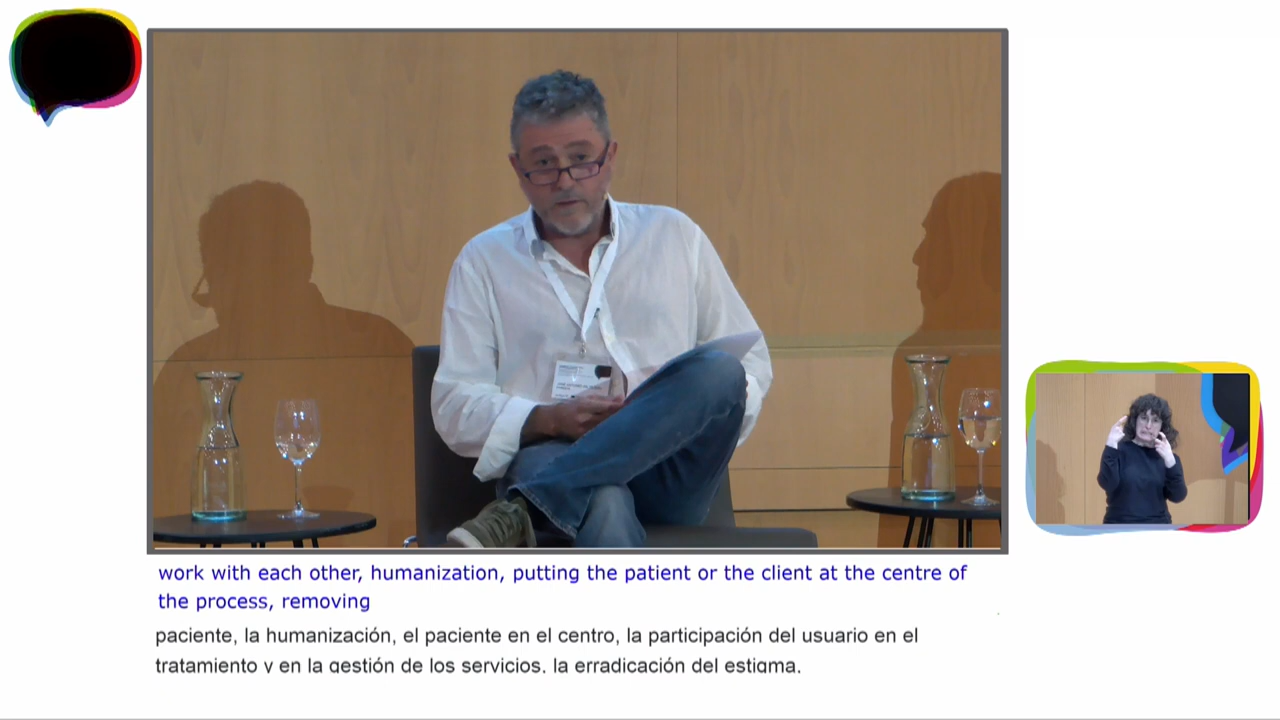 work with each other, humanization, putting the patient or the client at the centre of
the process, removing
paciente, la humanización, el paciente en el centro, la participación del usuario en el
tratamiento y en la gestión de los servicios, la erradicación del estigma,